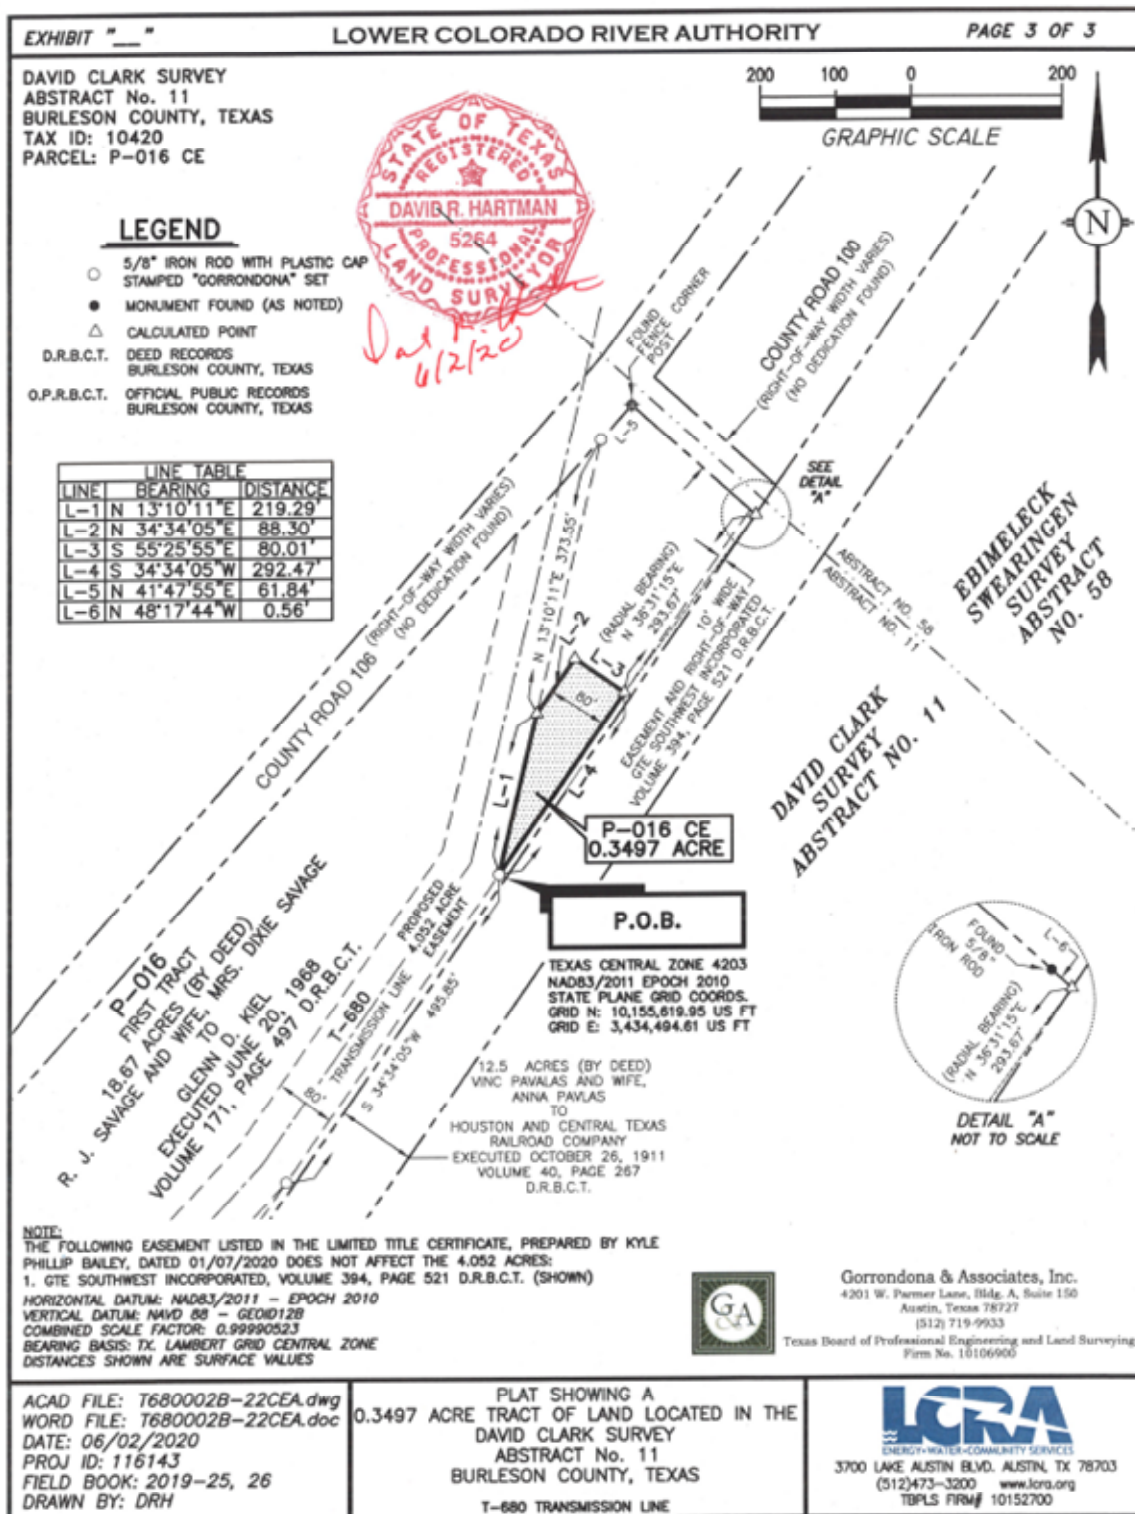 EXHIBIT "__"
LOWER COLORADO RIVER AUTHORITY
PAGE 3 OF 3
DAVID CLARK SURVEY
ABSTRACT No. 11
BURLESON COUNTY, TEXAS
TAX ID: 10420
PARCEL: P-016 CE
200 100 0 200
GRAPHIC SCALE
N
STATE OF TEXAS
REGISTERED
DAVID R. HARTMAN
5264
PROFESSIONAL
LAND SURVEYOR
6/2/20
LEGEND
5/8" IRON ROD WITH PLASTIC CAP
STAMPED "GORRONDONA" SET
MONUMENT FOUND (AS NOTED)
CALCULATED POINT
D.R.B.C.T. DEED RECORDS
BURLESON COUNTY, TEXAS
O.P.R.B.C.T. OFFICIAL PUBLIC RECORDS
BURLESON COUNTY, TEXAS
LINE TABLE
LINE BEARING DISTANCE
L-1 N 13°10'11"E 219.29'
L-2 N 34°34'05"E 88.30'
L-3 S 55°25'55"E 80.01'
L-4 S 34°34'05"W 292.47'
L-5 N 41°47'55"E 61.84'
L-6 N 48°17'44"W 0.56'
FOUND
FENCE CORNER
POST
COUNTY ROAD 100
(RIGHT-OF-WAY WIDTH VARIES)
(NO DEDICATION FOUND)
L-5
SEE
DETAIL
"A"
COUNTY ROAD 106
(RIGHT-OF-WAY WIDTH VARIES)
(NO DEDICATION FOUND)
N 13°10'11"E 373.55'
L-2
L-3
(RADIAL BEARING)
N 36°31'15"E
293.67'
10' WIDE
EASEMENT AND RIGHT-OF-WAY
GTE SOUTHWEST INCORPORATED
VOLUME 394, PAGE 521 D.R.B.C.T.
ABSTRACT NO. 58
ABSTRACT NO. 11
EBIMELECK
SWEARINGEN
SURVEY
ABSTRACT
NO. 58
DAVID CLARK
SURVEY
ABSTRACT NO. 11
80'
L-1
L-4
P-016 CE
0.3497 ACRE
P.O.B.
TEXAS CENTRAL ZONE 4203
NAD83/2011 EPOCH 2010
STATE PLANE GRID COORDS.
GRID N: 10,155,619.95 US FT
GRID E: 3,434,494.61 US FT
P-016
FIRST TRACT
18.67 ACRES (BY DEED)
R. J. SAVAGE AND WIFE, MRS. DIXIE SAVAGE
TO
GLENN D. KIEL
EXECUTED JUNE 20, 1968
VOLUME 171, PAGE 497 D.R.B.C.T.
T-680
TRANSMISSION LINE
PROPOSED
4.052 ACRE
EASEMENT
S 34°34'05"W 495.85'
80'
12.5 ACRES (BY DEED)
VINC PAVALAS AND WIFE,
ANNA PAVLAS
TO
HOUSTON AND CENTRAL TEXAS
RAILROAD COMPANY
EXECUTED OCTOBER 26, 1911
VOLUME 40, PAGE 267
D.R.B.C.T.
FOUND
5/8"
IRON ROD
L-6
(RADIAL BEARING)
N 36°31'15"E
293.67'
DETAIL "A"
NOT TO SCALE
NOTE:
THE FOLLOWING EASEMENT LISTED IN THE LIMITED TITLE CERTIFICATE, PREPARED BY KYLE
PHILLIP BAILEY, DATED 01/07/2020 DOES NOT AFFECT THE 4.052 ACRES:
1. GTE SOUTHWEST INCORPORATED, VOLUME 394, PAGE 521 D.R.B.C.T. (SHOWN)
HORIZONTAL DATUM: NAD83/2011 - EPOCH 2010
VERTICAL DATUM: NAVD 88 - GEOID12B
COMBINED SCALE FACTOR: 0.99990523
BEARING BASIS: TX. LAMBERT GRID CENTRAL ZONE
DISTANCES SHOWN ARE SURFACE VALUES
G&A
Gorrondona & Associates, Inc.
4201 W. Parmer Lane, Bldg. A, Suite 150
Austin, Texas 78727
(512) 719-9933
Texas Board of Professional Engineering and Land Surveying
Firm No. 10106900
ACAD FILE: T680002B-22CEA.dwg
WORD FILE: T680002B-22CEA.doc
DATE: 06/02/2020
PROJ ID: 116143
FIELD BOOK: 2019-25, 26
DRAWN BY: DRH
PLAT SHOWING A
0.3497 ACRE TRACT OF LAND LOCATED IN THE
DAVID CLARK SURVEY
ABSTRACT No. 11
BURLESON COUNTY, TEXAS
T-680 TRANSMISSION LINE
LCRA
ENERGY•WATER•COMMUNITY SERVICES
3700 LAKE AUSTIN BLVD. AUSTIN, TX 78703
(512)473-3200 www.lcra.org
TBPLS FIRM# 10152700